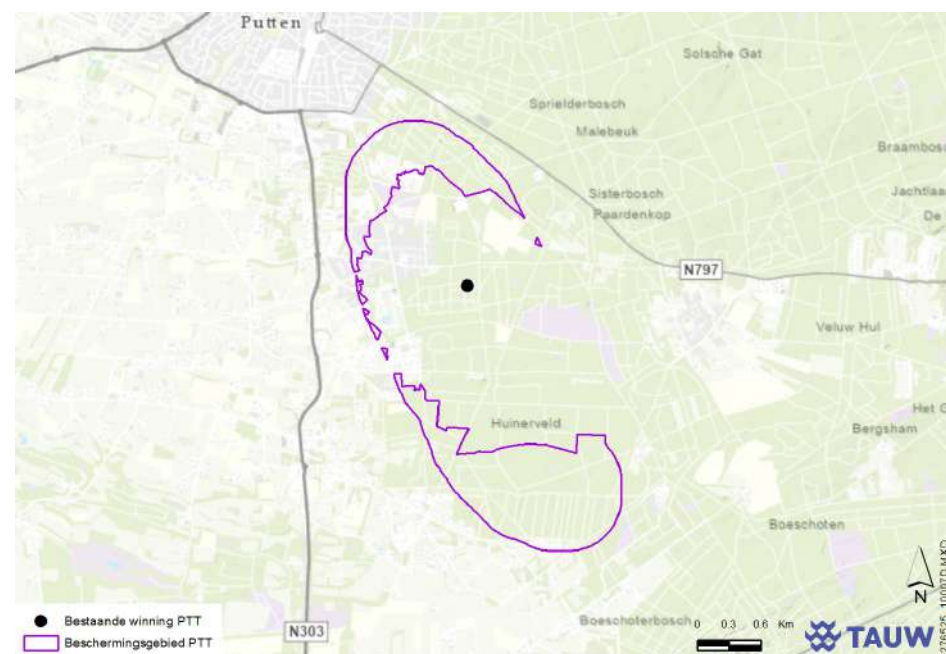 Putten
Solsche Gat
Sprielderbosch
Malebeuk
Braambos
Sisterbosch
Jachtlaa
Paardenkop
De
N797
Veluw Hul
Huinerveld
Het G
Bergsham
Boeschoten
Boeschoterbosch
N303
Bestaande winning PTT
Beschermingsgebied PTT
0 0.3 0.6 Km
N
TAUW